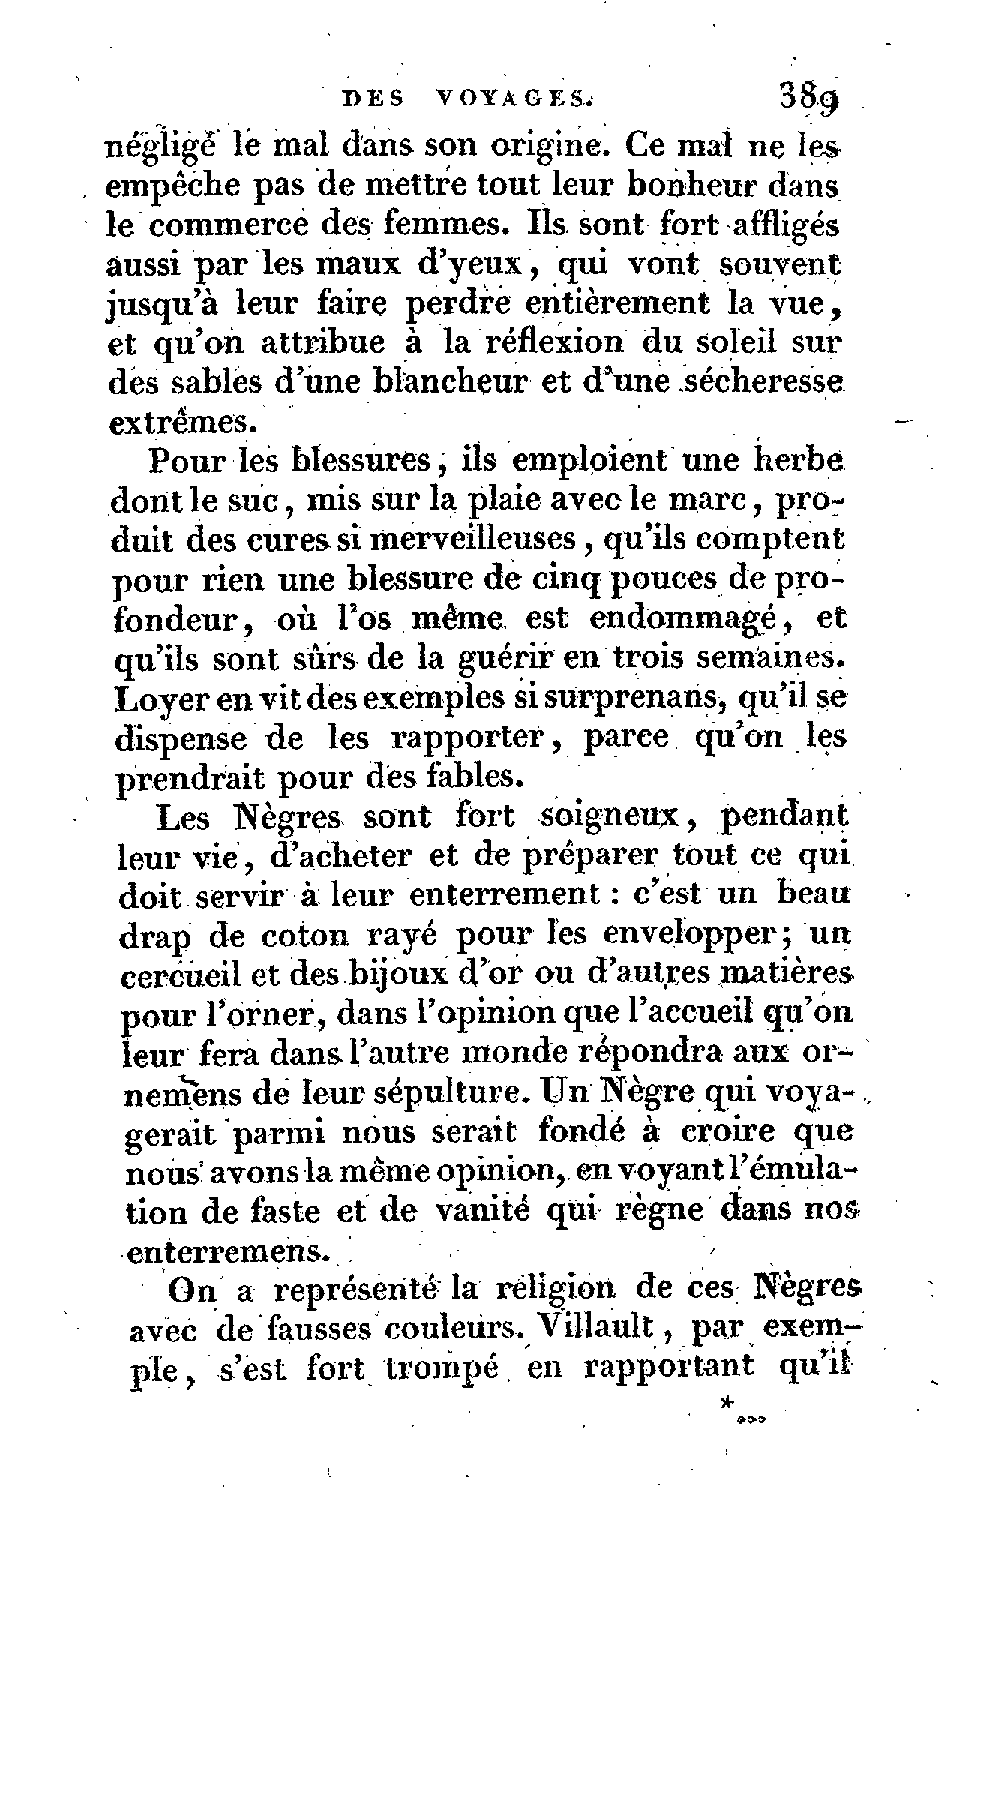 DES VOYAGES. 389
négligé le mal dans son origine. Ce mal ne les
empêche pas de mettre tout leur bonheur dans
le commerce des femmes. Ils sont fort affligés
aussi par les maux d'yeux, qui vont souvent
jusqu'à leur faire perdre entièrement la vue,
et qu'on attribue à la réflexion du soleil sur
des sables d'une blancheur et d'une sécheresse
extrêmes.
Pour les blessures, ils emploient une herbe
dont le suc, mis sur la plaie avec le marc, pro-
duit des cures si merveilleuses, qu'ils comptent
pour rien une blessure de cinq pouces de pro-
fondeur, où l'os même est endommagé, et
qu'ils sont sûrs de la guérir en trois semaines.
Loyer en vit des exemples si surprenans, qu'il se
dispense de les rapporter, parce qu'on les
prendrait pour des fables.
Les Nègres sont fort soigneux, pendant
leur vie, d'acheter et de préparer tout ce qui
doit servir à leur enterrement : c'est un beau
drap de coton rayé pour les envelopper; un
cercueil et des bijoux d'or ou d'autres matières
pour l'orner, dans l'opinion que l'accueil qu'on
leur fera dans l'autre monde répondra aux or-
nemens de leur sépulture. Un Nègre qui voya-
gerait parmi nous serait fondé à croire que
nous avons la même opinion, en voyant l'émula-
tion de faste et de vanité qui règne dans nos
enterremens.
On a représenté la religion de ces Nègres
avec de fausses couleurs. Villault, par exem-
ple, s'est fort trompé en rapportant qu'il
*